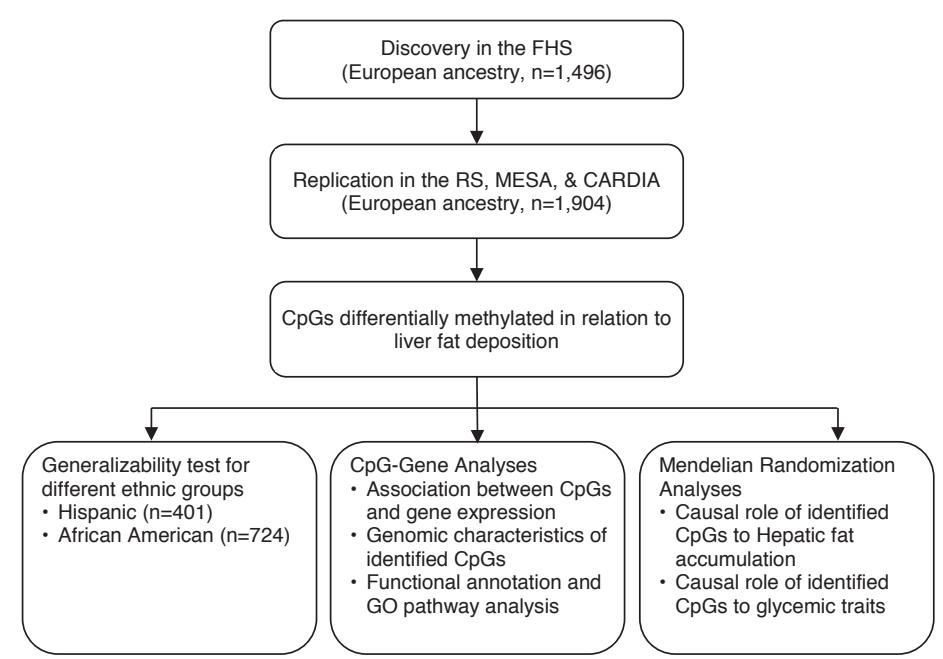 Discovery in the FHS
(European ancestry, n=1,496)
Replication in the RS, MESA, & CARDIA
(European ancestry, n=1,904)
CpGs differentially methylated in relation to
liver fat deposition
Generalizability test for
different ethnic groups
• Hispanic (n=401)
• African American (n=724)
CpG-Gene Analyses
• Association between CpGs
and gene expression
• Genomic characteristics of
identified CpGs
• Functional annotation and
GO pathway analysis
Mendelian Randomization
Analyses
• Causal role of identified
CpGs to Hepatic fat
accumulation
• Causal role of identified
CpGs to glycemic traits